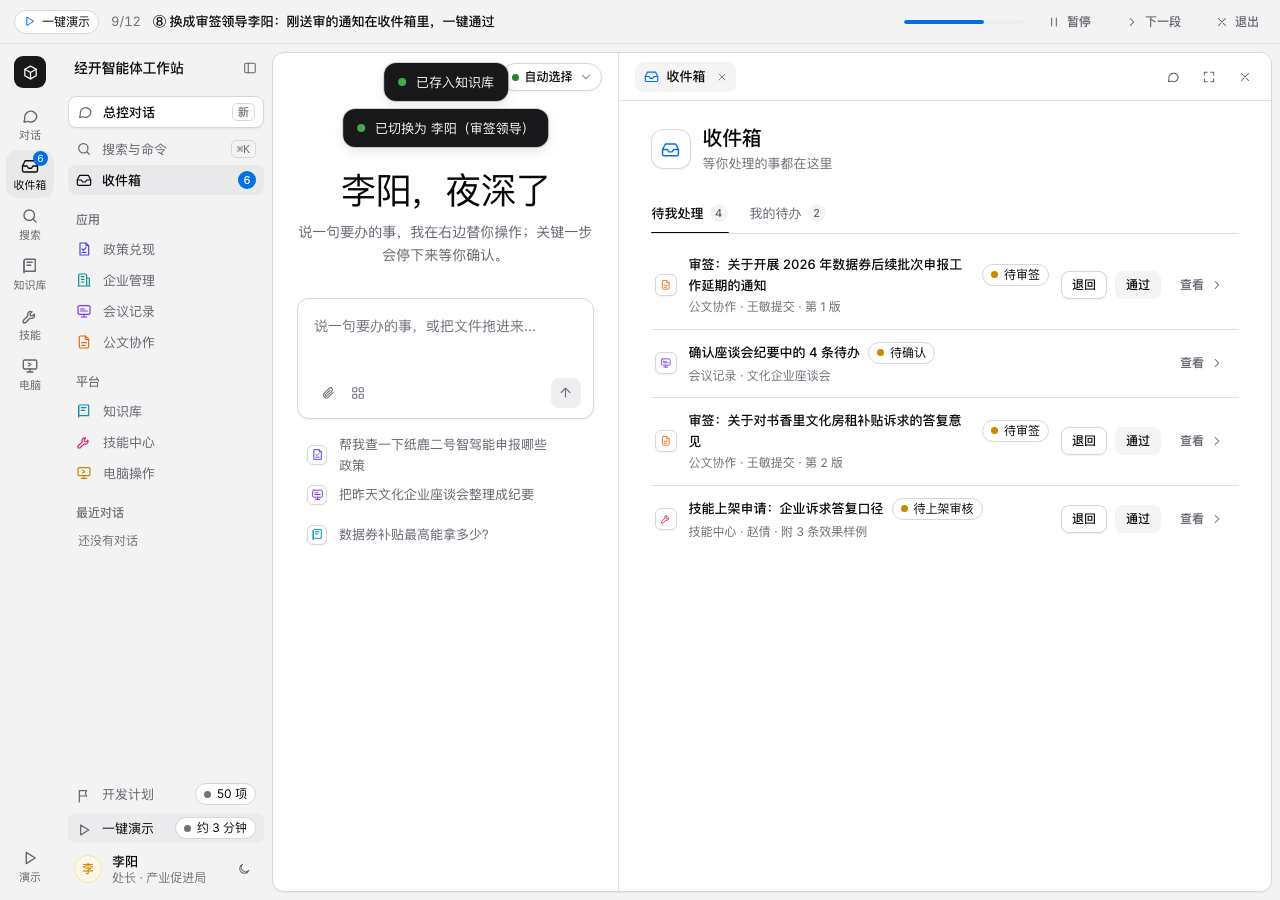 一键演示
9/12
⑧ 换成审签领导李阳：刚送审的通知在收件箱里，一键通过
暂停
下一段
退出
对话
6
收件箱
搜索
知识库
技能
电脑
演示
经开智能体工作站
总控对话
新
搜索与命令
⌘K
收件箱
6
应用
政策兑现
企业管理
会议记录
公文协作
平台
知识库
技能中心
电脑操作
最近对话
还没有对话
开发计划
50 项
一键演示
约 3 分钟
李
李阳
处长 · 产业促进局
已存入知识库
自动选择
已切换为 李阳（审签领导）
李阳，夜深了
说一句要办的事，我在右边替你操作；关键一步
会停下来等你确认。
说一句要办的事，或把文件拖进来...
帮我查一下纸鹿二号智驾能申报哪些
政策
把昨天文化企业座谈会整理成纪要
数据券补贴最高能拿多少？
收件箱
收件箱
等你处理的事都在这里
待我处理 4
我的待办 2
审签：关于开展 2026 年数据券后续批次申报工
作延期的通知
待审签
公文协作 · 王敏提交 · 第 1 版
退回
通过
查看
确认座谈会纪要中的 4 条待办
待确认
会议记录 · 文化企业座谈会
查看
审签：关于对书香里文化房租补贴诉求的答复意
见
待审签
公文协作 · 王敏提交 · 第 2 版
退回
通过
查看
技能上架申请：企业诉求答复口径
待上架审核
技能中心 · 赵倩 · 附 3 条效果样例
退回
通过
查看